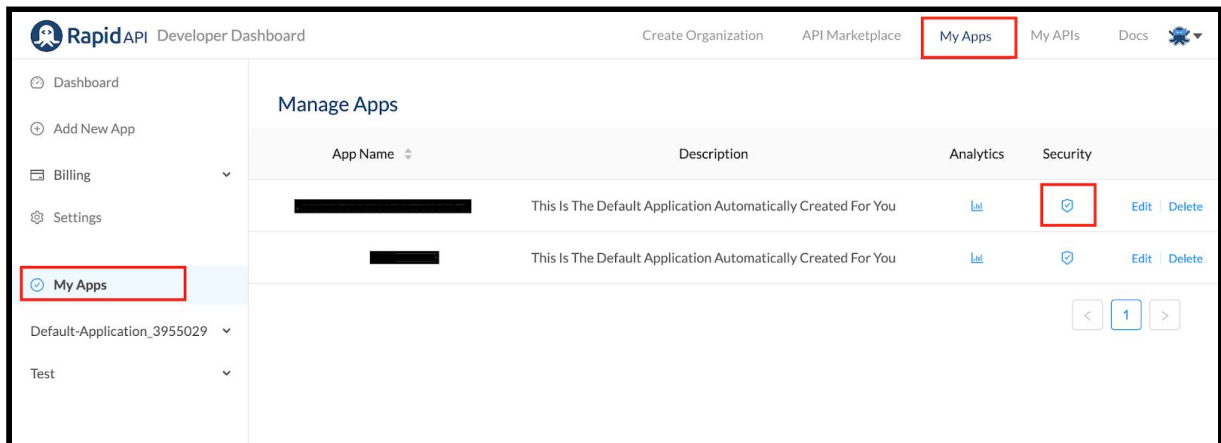 RapidAPI Developer Dashboard Create Organization API Marketplace My Apps My APIs Docs
Dashboard
Add New App
Billing
Settings
My Apps
Default-Application_3955029
Test
Manage Apps
App Name Description Analytics Security
This Is The Default Application Automatically Created For You Edit Delete
This Is The Default Application Automatically Created For You Edit Delete
< 1 >